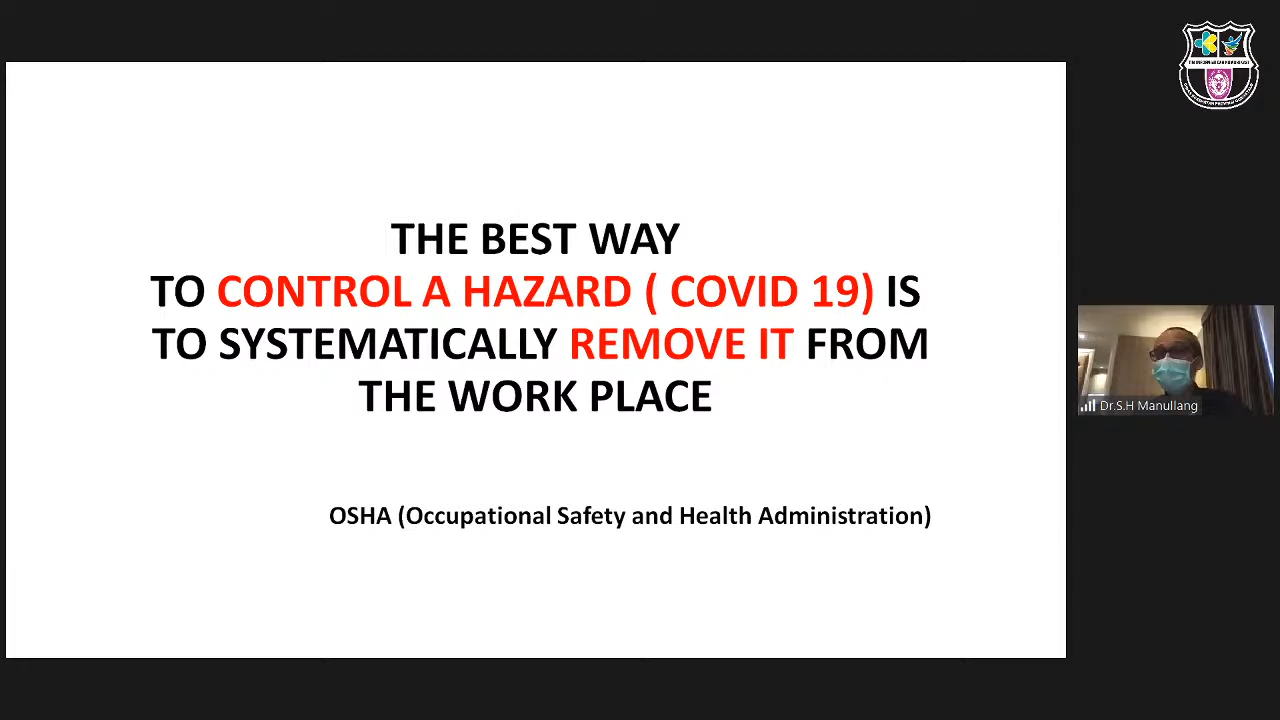 THE BEST WAY
TO CONTROL A HAZARD ( COVID 19) IS
TO SYSTEMATICALLY REMOVE IT FROM
THE WORK PLACE
OSHA (Occupational Safety and Health Administration)
Dr.S.H Manullang